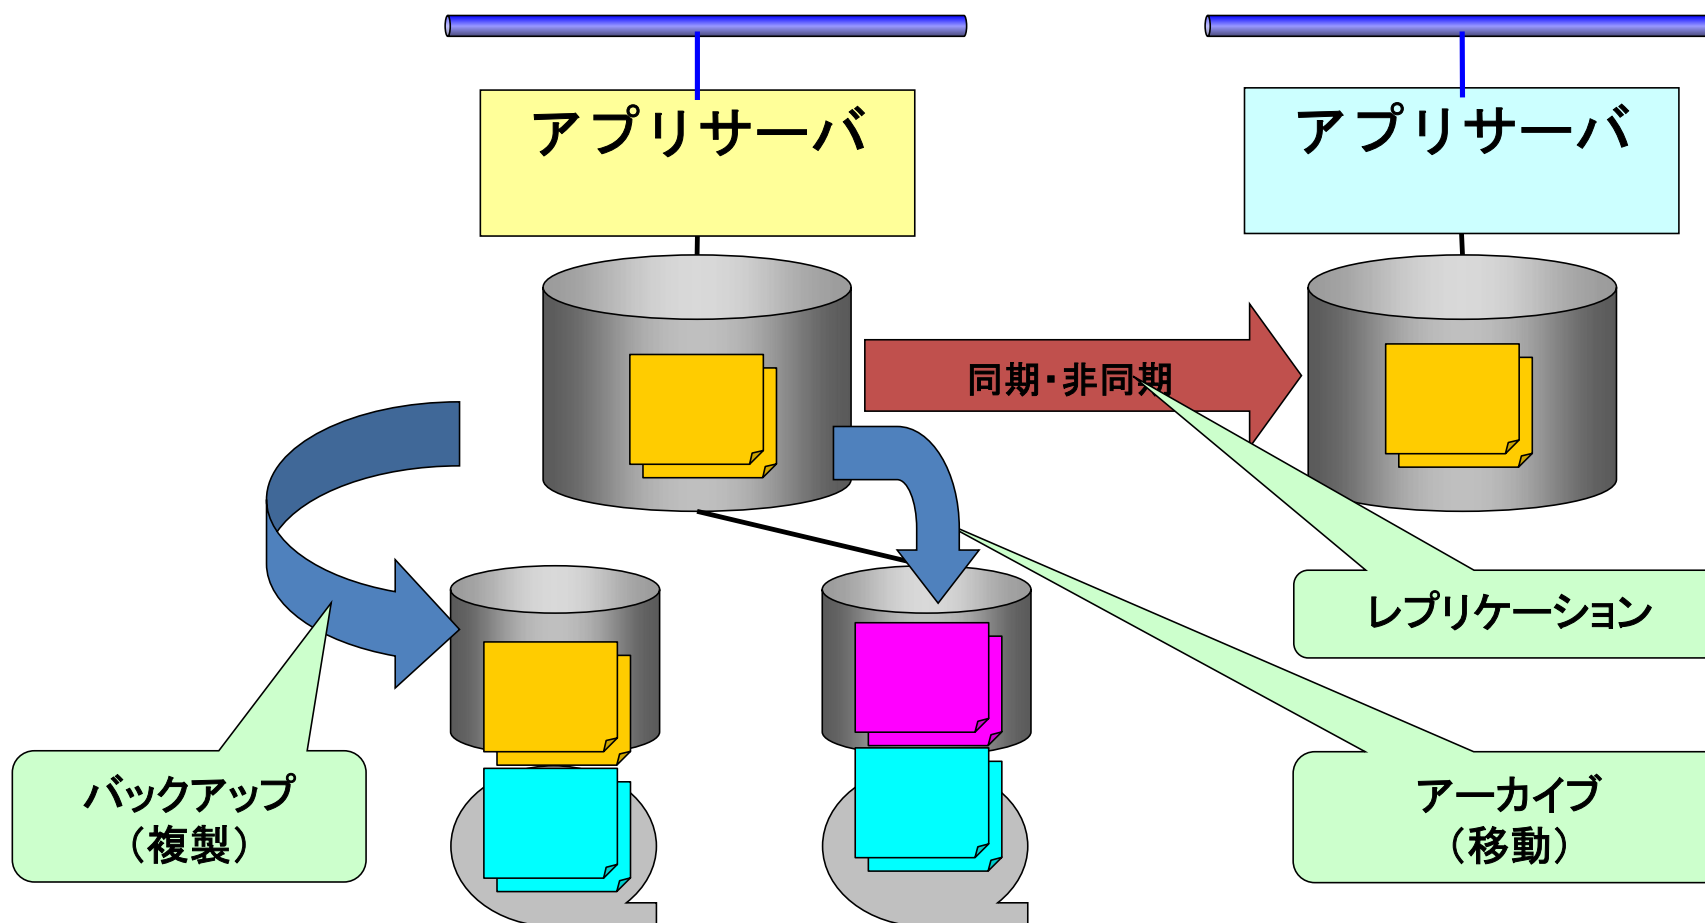 アプリサーバ
アプリサーバ
同期・非同期
レプリケーション
バックアップ
（複製）
アーカイブ
（移動）